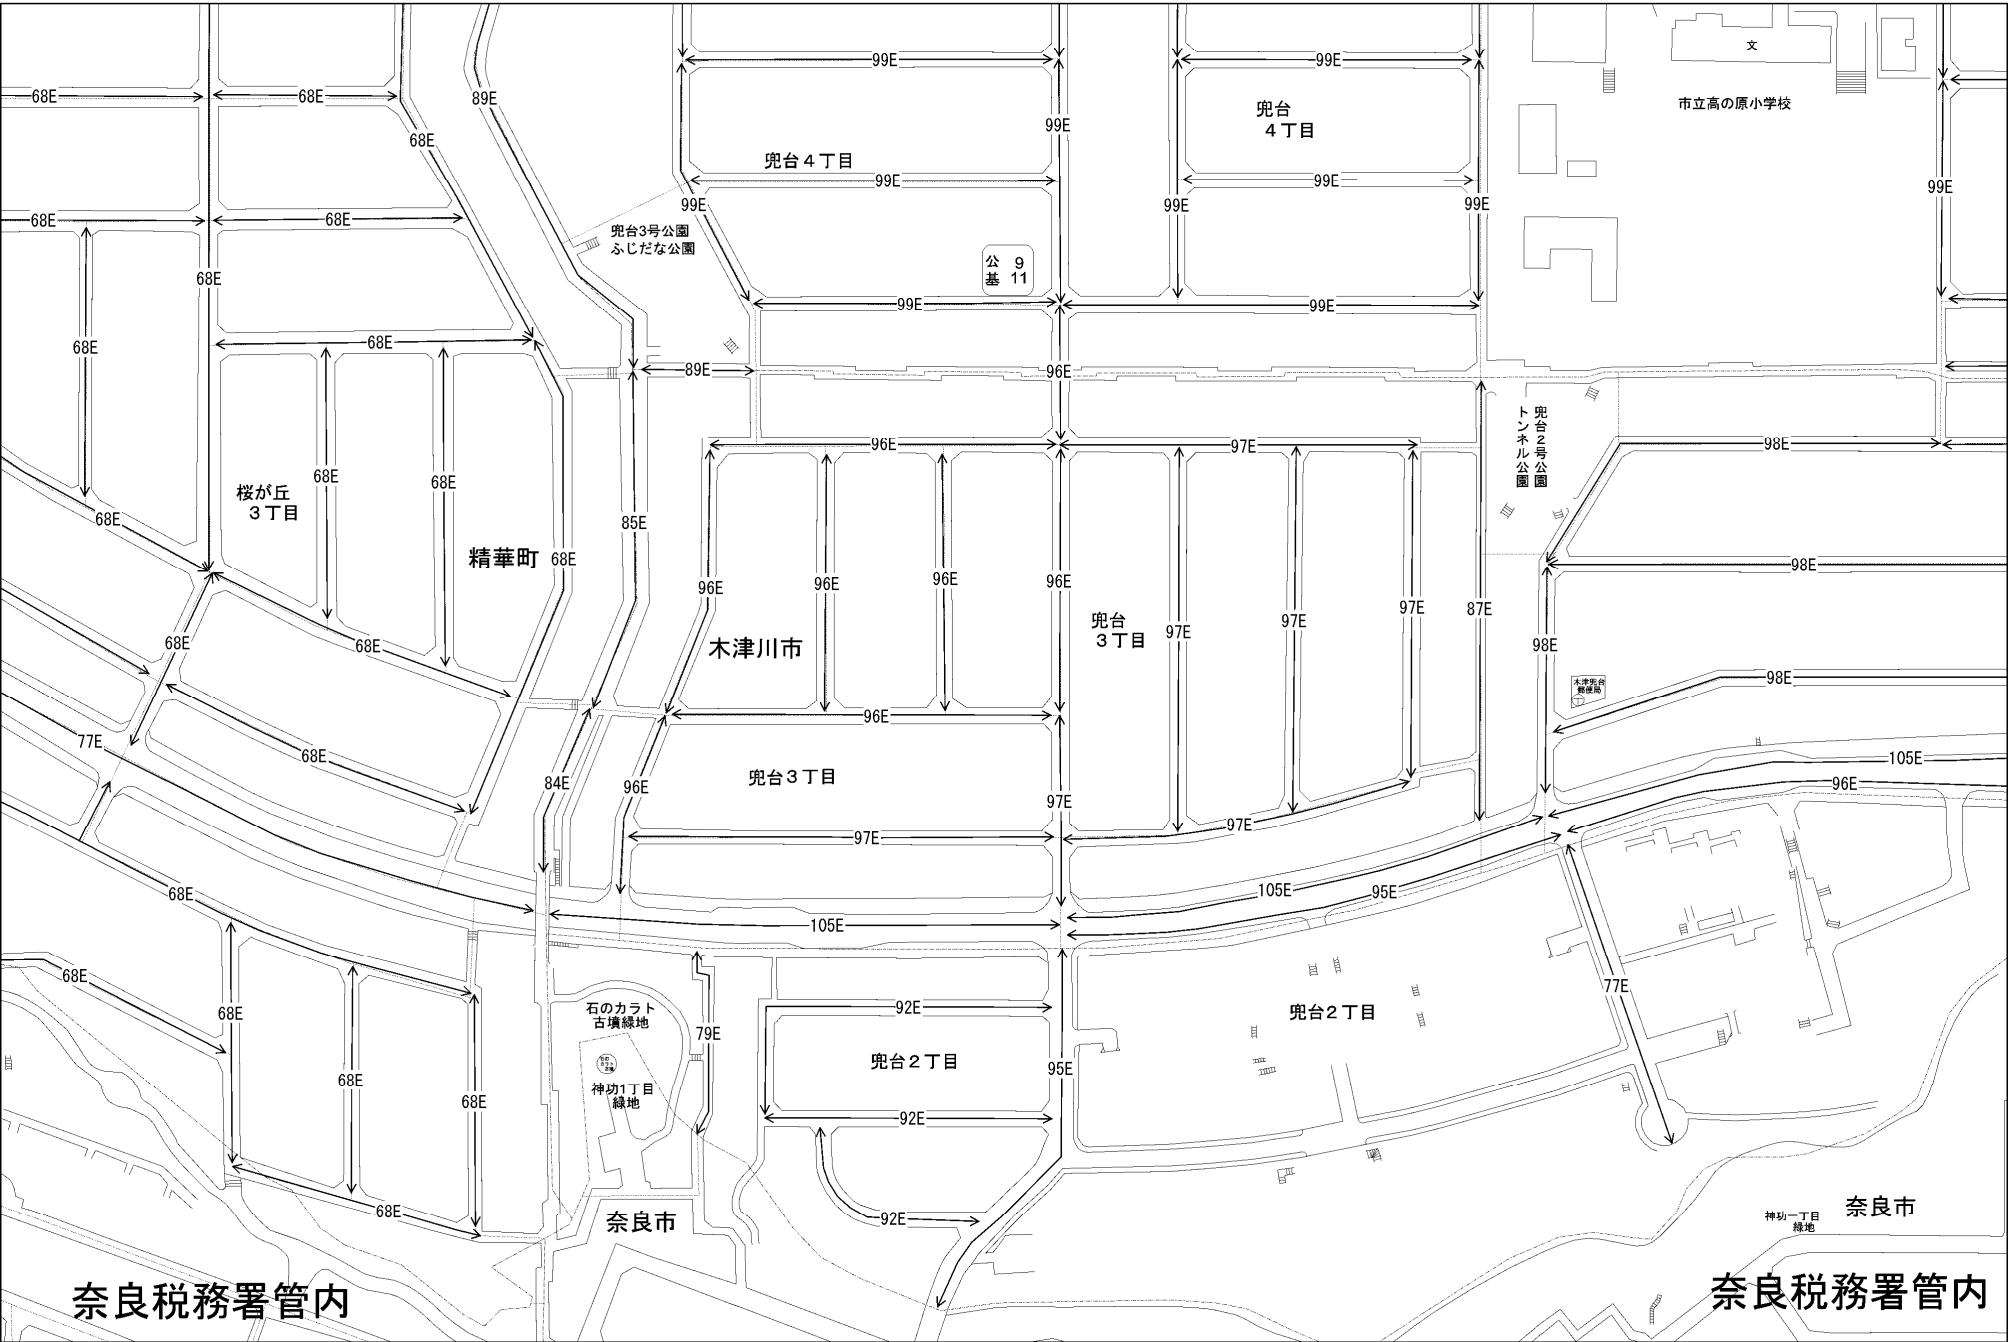 99E
99E
文
68E
68E
89E
市立高の原小学校
兜台
４丁目
99E
68E
兜台４丁目
99E
99E
99E
99E
99E
99E
68E
68E
兜台3号公園
ふじだな公園
公 9
基 11
68E
99E
99E
68E
68E
89E
96E
兜台２号公園
トンネル公園
96E
97E
98E
68E
68E
桜が丘
３丁目
68E
85E
精華町
68E
96E
96E
96E
96E
98E
兜台
３丁目
97E
97E
97E
87E
68E
68E
木津川市
98E
木津兜台
郵便局
98E
77E
68E
96E
84E
96E
兜台３丁目
97E
105E
96E
97E
97E
68E
105E
95E
105E
68E
68E
石のカラト
古墳緑地
79E
92E
兜台２丁目
77E
石の
カラト
古墳
神功1丁目
緑地
兜台２丁目
95E
68E
68E
92E
68E
92E
奈良市
神功一丁目
緑地
奈良市
奈良税務署管内
奈良税務署管内